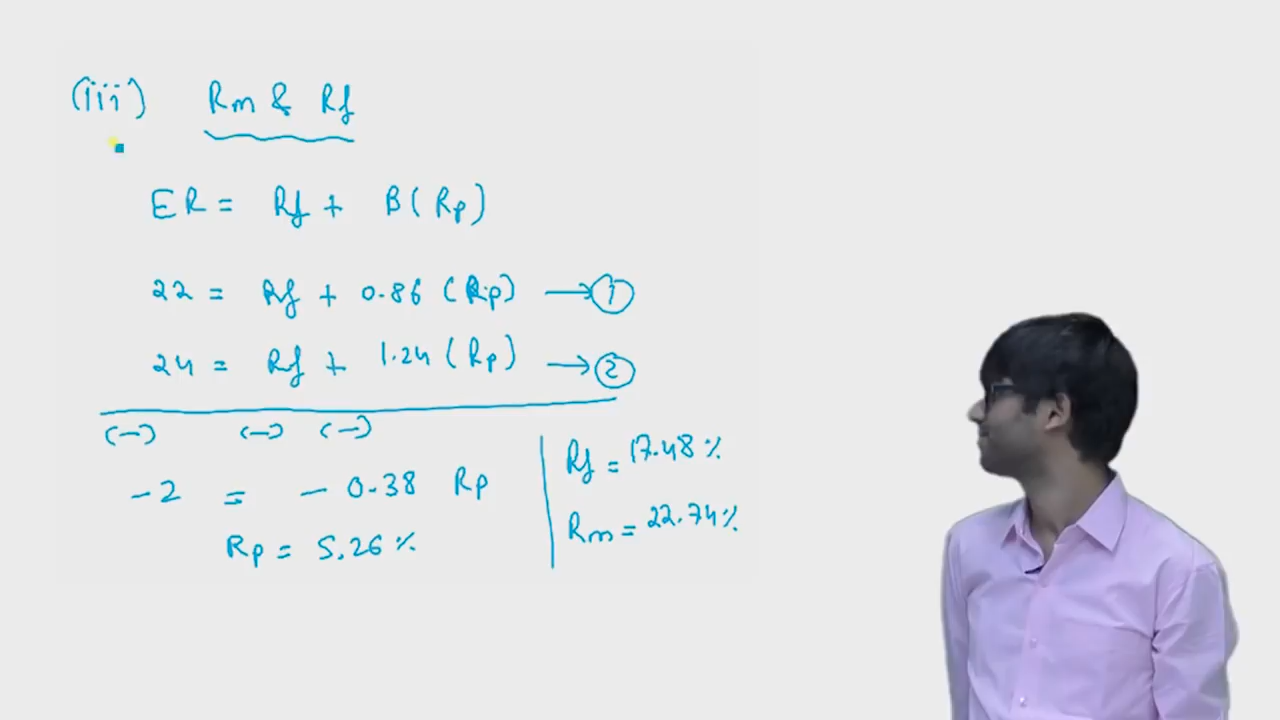 (iii) Rm & Rf
ER = Rf + B(Rp)
22 = Rf + 0.86 (Rp) → 1
24 = Rf + 1.24 (Rp) → 2
(-) (-) (-)
-2 = - 0.38 Rp
Rp = 5.26 %
Rf = 17.48 %
Rm = 22.74 %